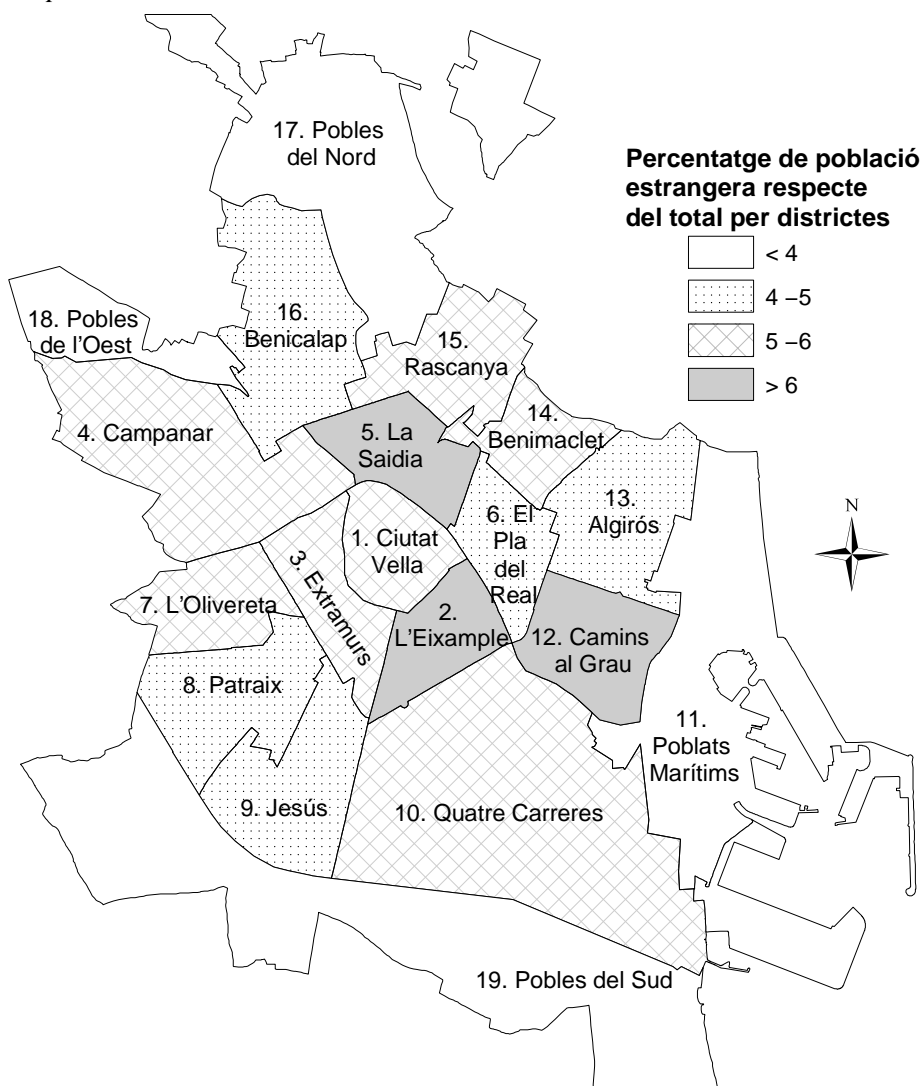 17. Pobles
del Nord
Percentatge de població
estrangera respecte
del total per districtes
< 4
4 –5
5 –6
> 6
18. Pobles
de l'Oest
16.
Benicalap
15.
Rascanya
4. Campanar
5. La
Saidia
14.
Benimaclet
13.
Algirós
N
1. Ciutat
Vella
6. El
Pla
del
Real
3. Extramurs
7. L'Olivereta
2.
L'Eixample
12. Camins
al Grau
8. Patraix
11.
Poblats
Marítims
9. Jesús
10. Quatre Carreres
19. Pobles del Sud